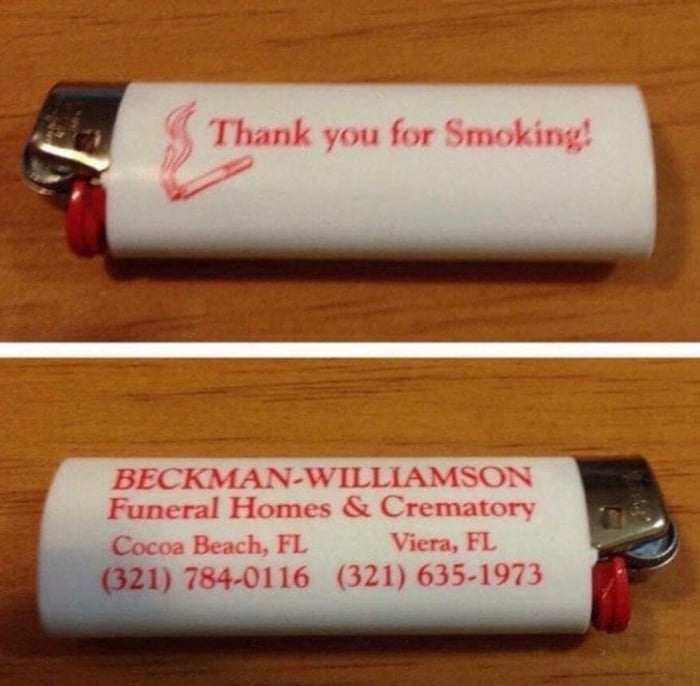 Thank you for Smoking!
BECKMAN-WILLIAMSON
Funeral Homes & Crematory
Cocoa Beach, FL Viera, FL
(321) 784-0116 (321) 635-1973